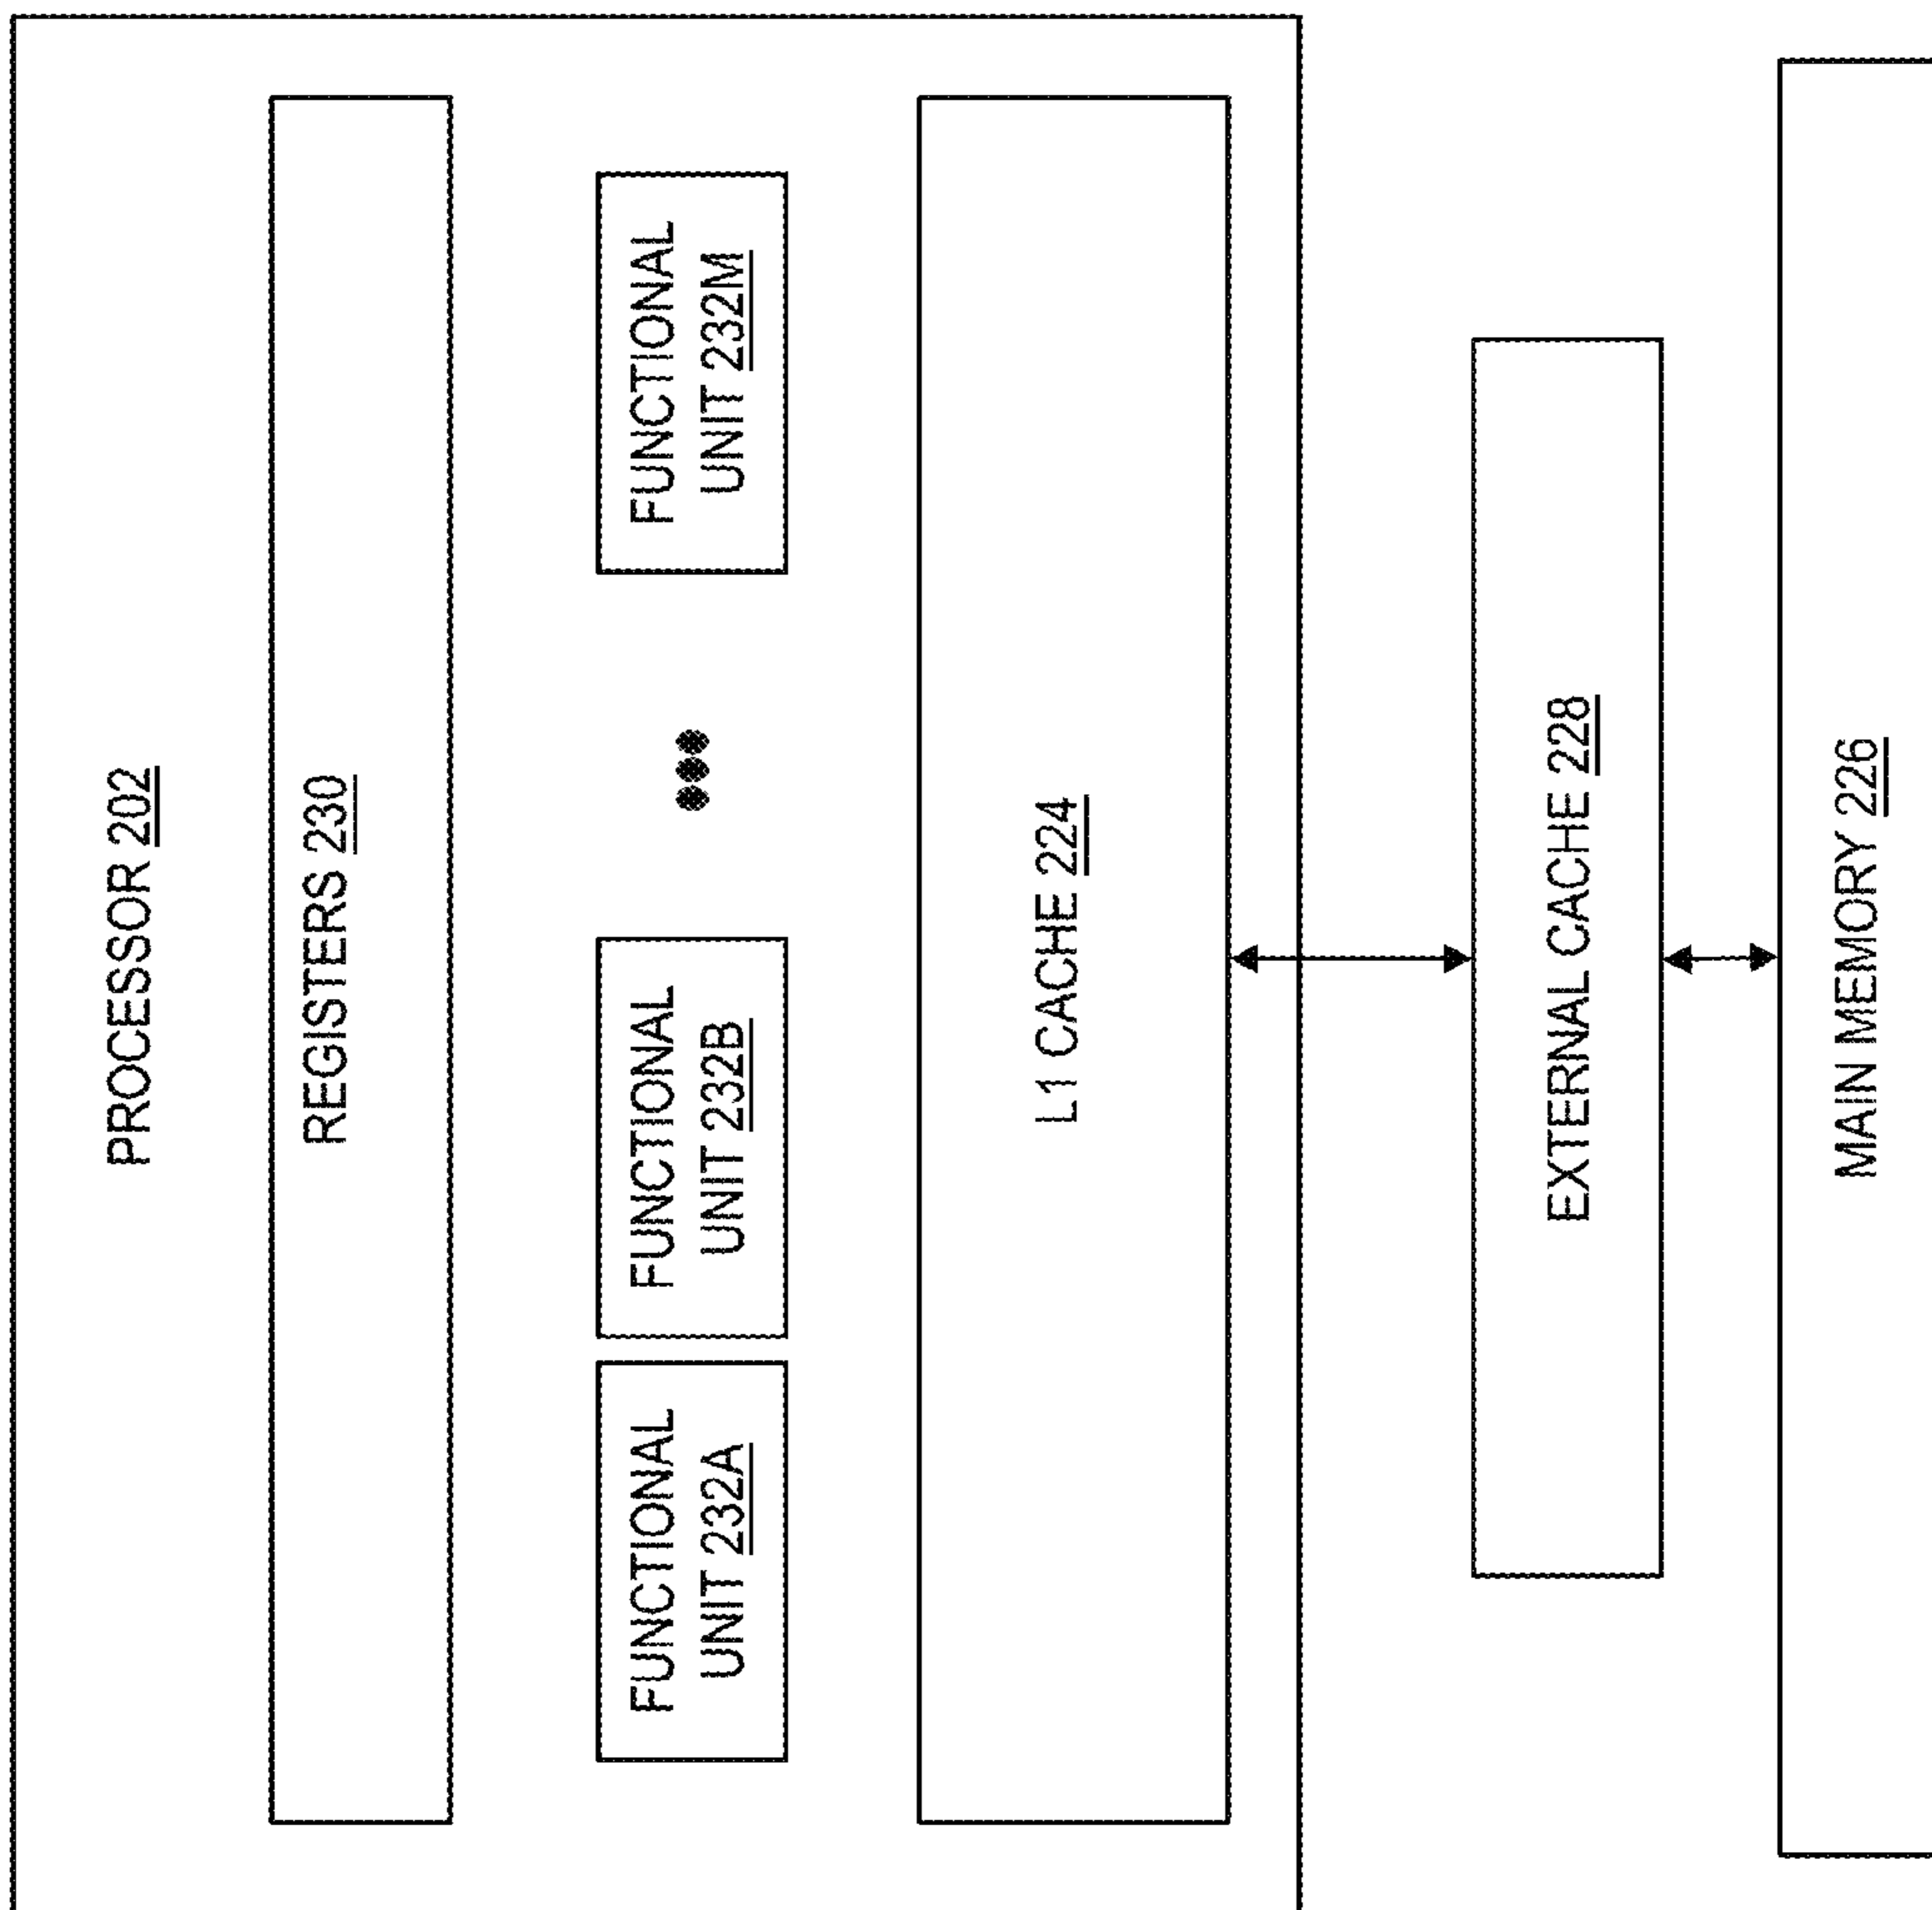 PROCESSOR 202
REGISTERS 230
FUNCTIONAL
UNIT 232A
FUNCTIONAL
UNIT 232B
FUNCTIONAL
UNIT 232M
L1 CACHE 224
EXTERNAL CACHE 228
MAIN MEMORY 226